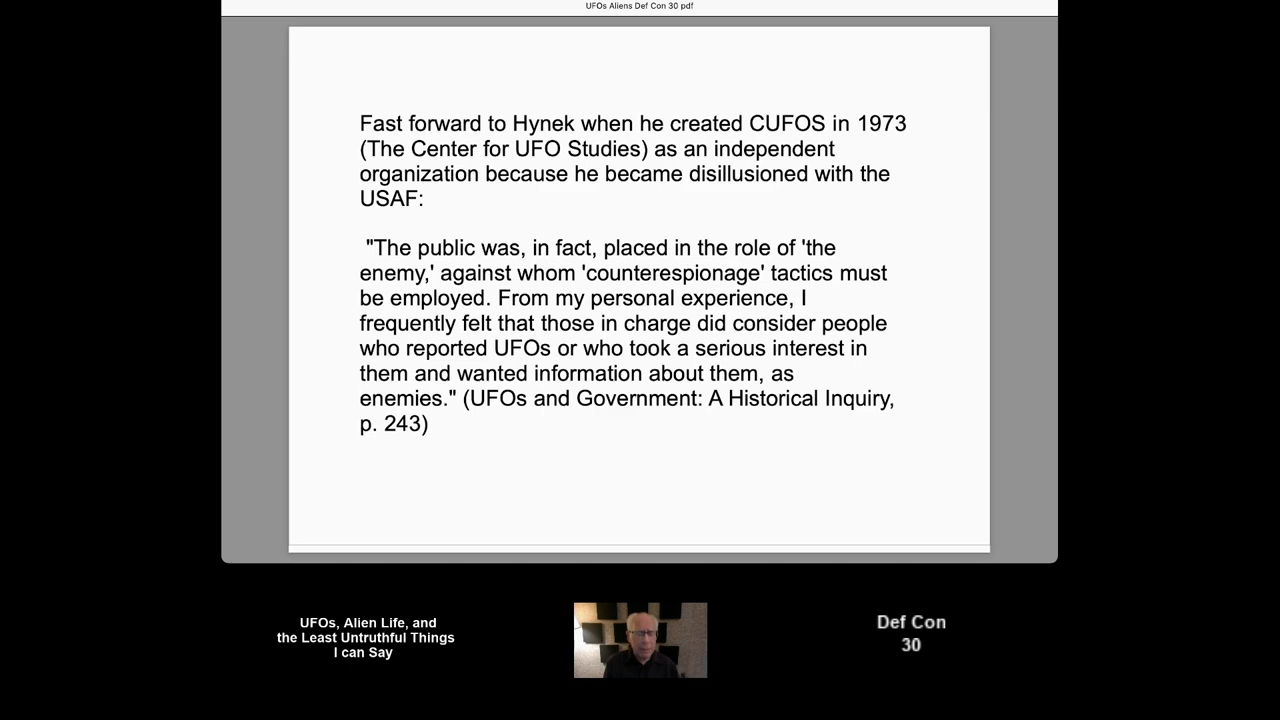 UFOs Aliens Def Con 30 pdf
Fast forward to Hynek when he created CUFOS in 1973
(The Center for UFO Studies) as an independent
organization because he became disillusioned with the
USAF:
"The public was, in fact, placed in the role of 'the
enemy,' against whom 'counterespionage' tactics must
be employed. From my personal experience, I
frequently felt that those in charge did consider people
who reported UFOs or who took a serious interest in
them and wanted information about them, as
enemies." (UFOs and Government: A Historical Inquiry,
p. 243)
UFOs, Alien Life, and
the Least Untruthful Things
I can Say
Def Con
30